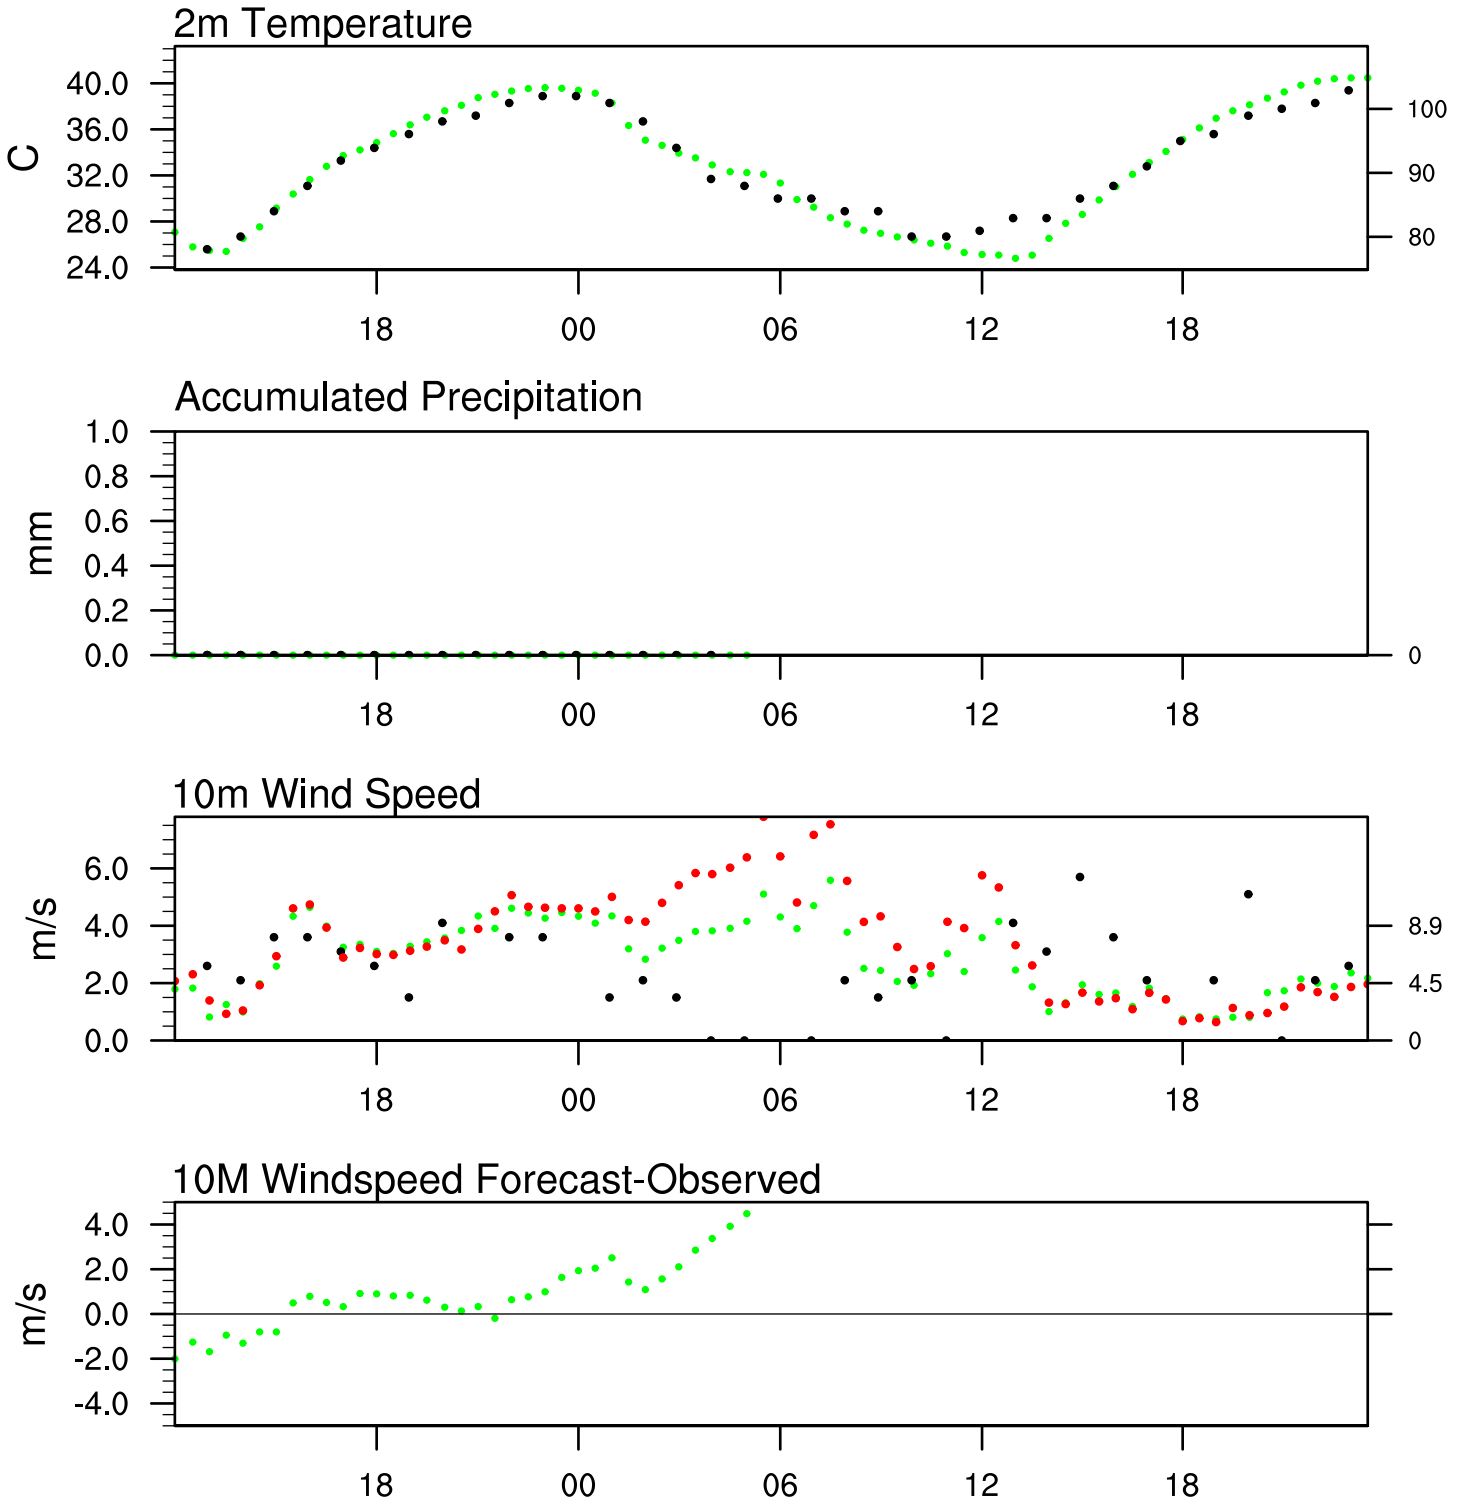 2m Temperature
40.0
36.0
32.0
28.0
24.0
C
100
90
80
18 00 06 12 18
Accumulated Precipitation
1.0
0.8
0.6
0.4
0.2
0.0
mm
0
18 00 06 12 18
10m Wind Speed
6.0
4.0
2.0
0.0
m/s
8.9
4.5
0
18 00 06 12 18
10M Windspeed Forecast-Observed
4.0
2.0
0.0
-2.0
-4.0
m/s
18 00 06 12 18